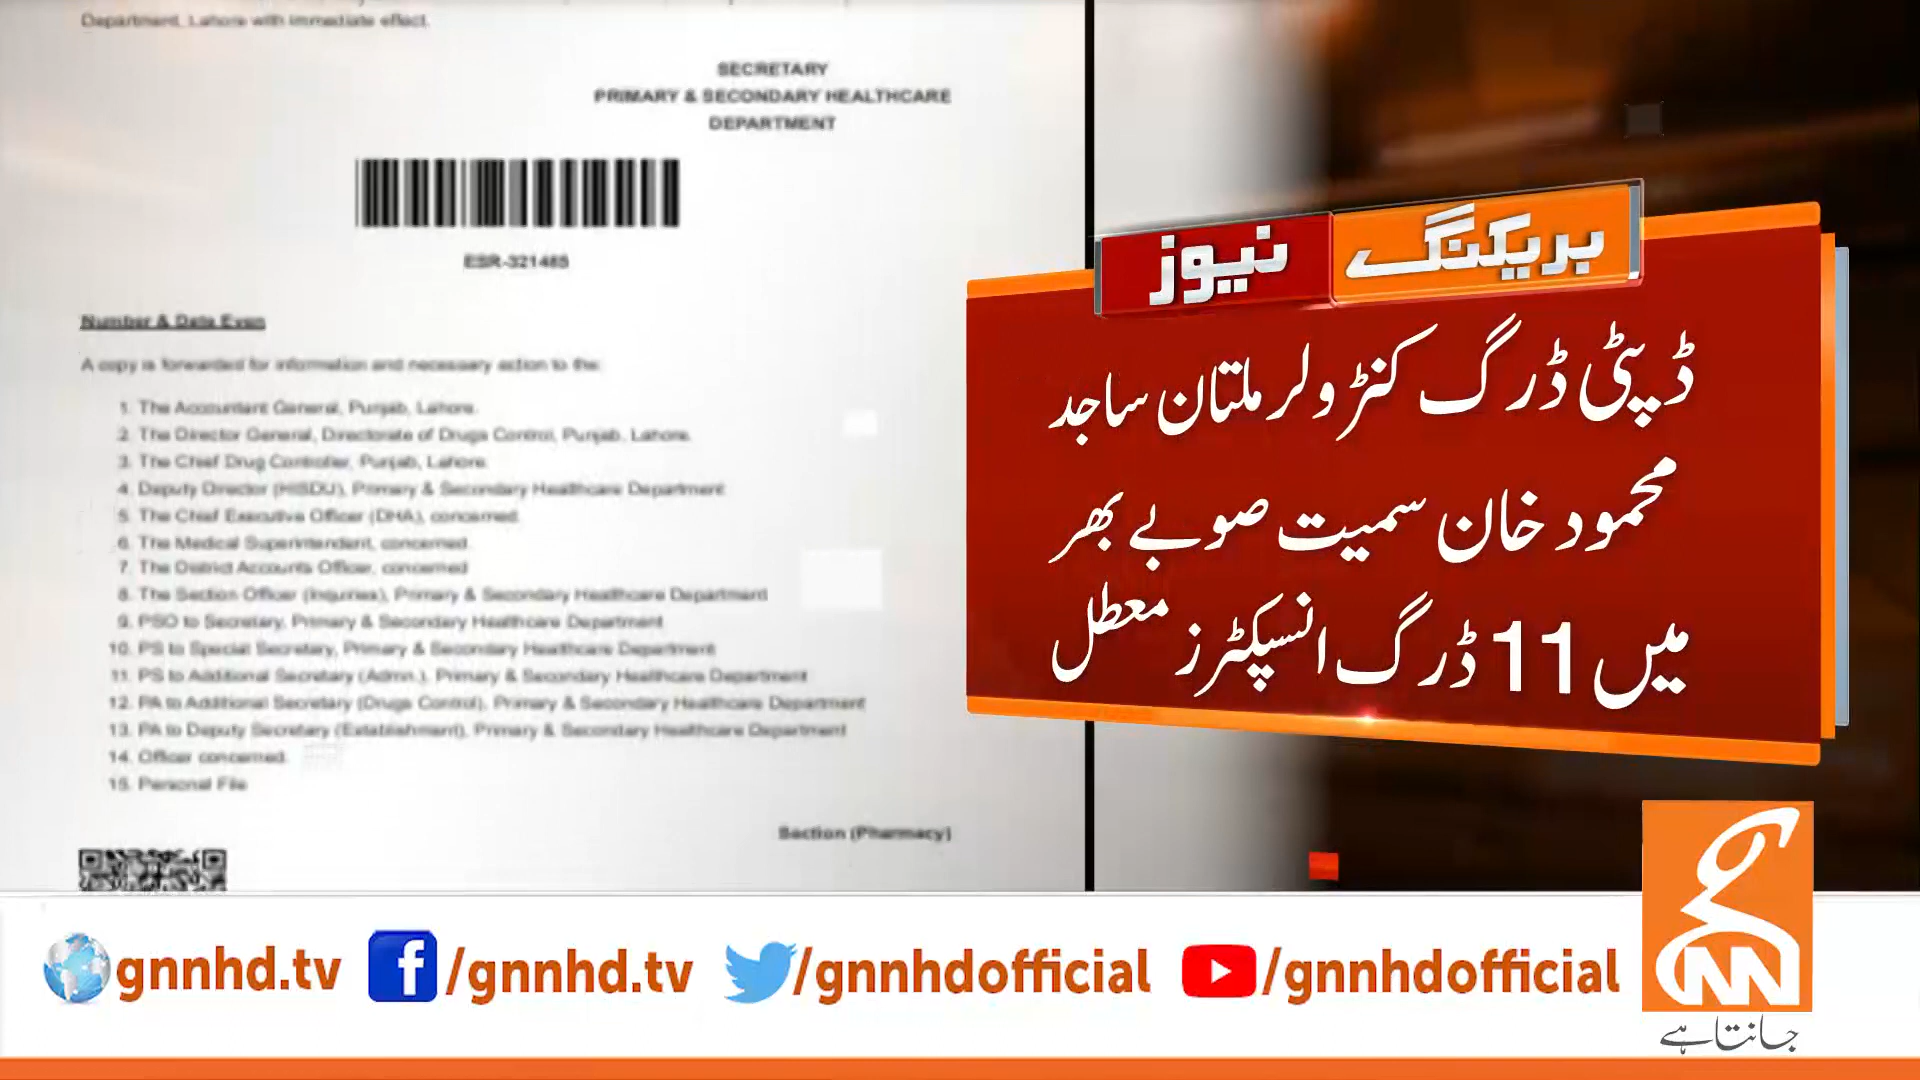 Department, Lahore with immediate effect.
SECRETARY
PRIMARY & SECONDARY HEALTHCARE
DEPARTMENT
ESR-321485
Number & Date Even
A copy is forwarded for information and necessary action to the:
1. The Accountant General, Punjab, Lahore.
2. The Director General, Directorate of Drugs Control, Punjab, Lahore.
3. The Chief Drug Controller, Punjab, Lahore.
4. Deputy Director (HISDU), Primary & Secondary Healthcare Department
5. The Chief Executive Officer (DHA), concerned.
6. The Medical Superintendent, concerned.
7. The District Accounts Officer, concerned
8. The Section Officer (Inquiries), Primary & Secondary Healthcare Department
9. PSO to Secretary, Primary & Secondary Healthcare Department
10. PS to Special Secretary, Primary & Secondary Healthcare Department
11. PS to Additional Secretary (Admn.), Primary & Secondary Healthcare Department
12. PA to Additional Secretary (Drugs Control), Primary & Secondary Healthcare Department
13. PA to Deputy Secretary (Establishment), Primary & Secondary Healthcare Department
14. Officer concerned.
15. Personal File
Section (Pharmacy)
بریکنگ نیوز
ڈپٹی ڈرگ کنٹرولر ملتان ساجد
محمود خان سمیت صوبے بھر
میں 11 ڈرگ انسپکٹرز معطل
gnnhd.tv /gnnhd.tv /gnnhdofficial /gnnhdofficial
GNN
جانتا ہے